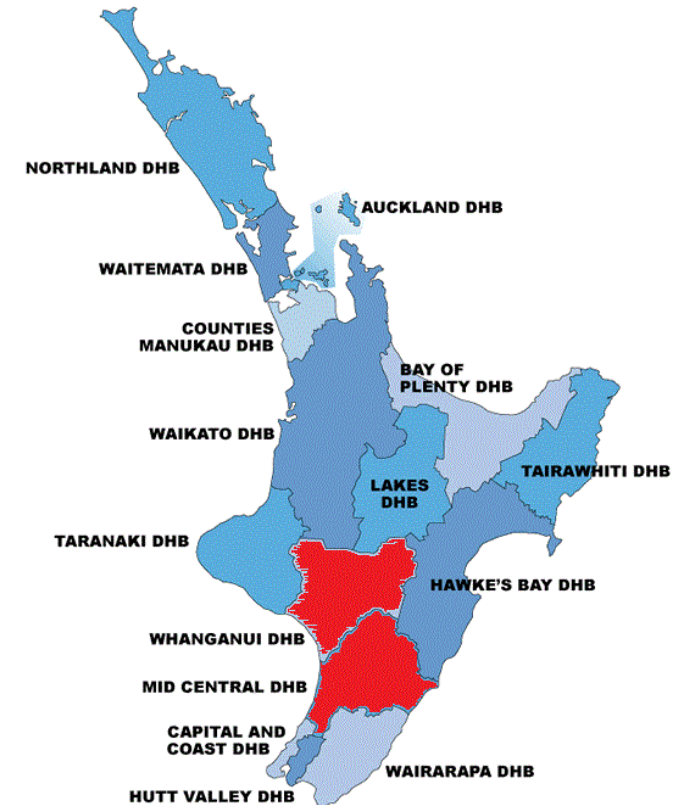 NORTHLAND DHB
AUCKLAND DHB
WAITEMATA DHB
COUNTIES
MANUKAU DHB
BAY OF
PLENTY DHB
WAIKATO DHB
TAIRAWHITI DHB
LAKES
DHB
TARANAKI DHB
HAWKE'S BAY DHB
WHANGANUI DHB
MID CENTRAL DHB
CAPITAL AND
COAST DHB
WAIRARAPA DHB
HUTT VALLEY DHB